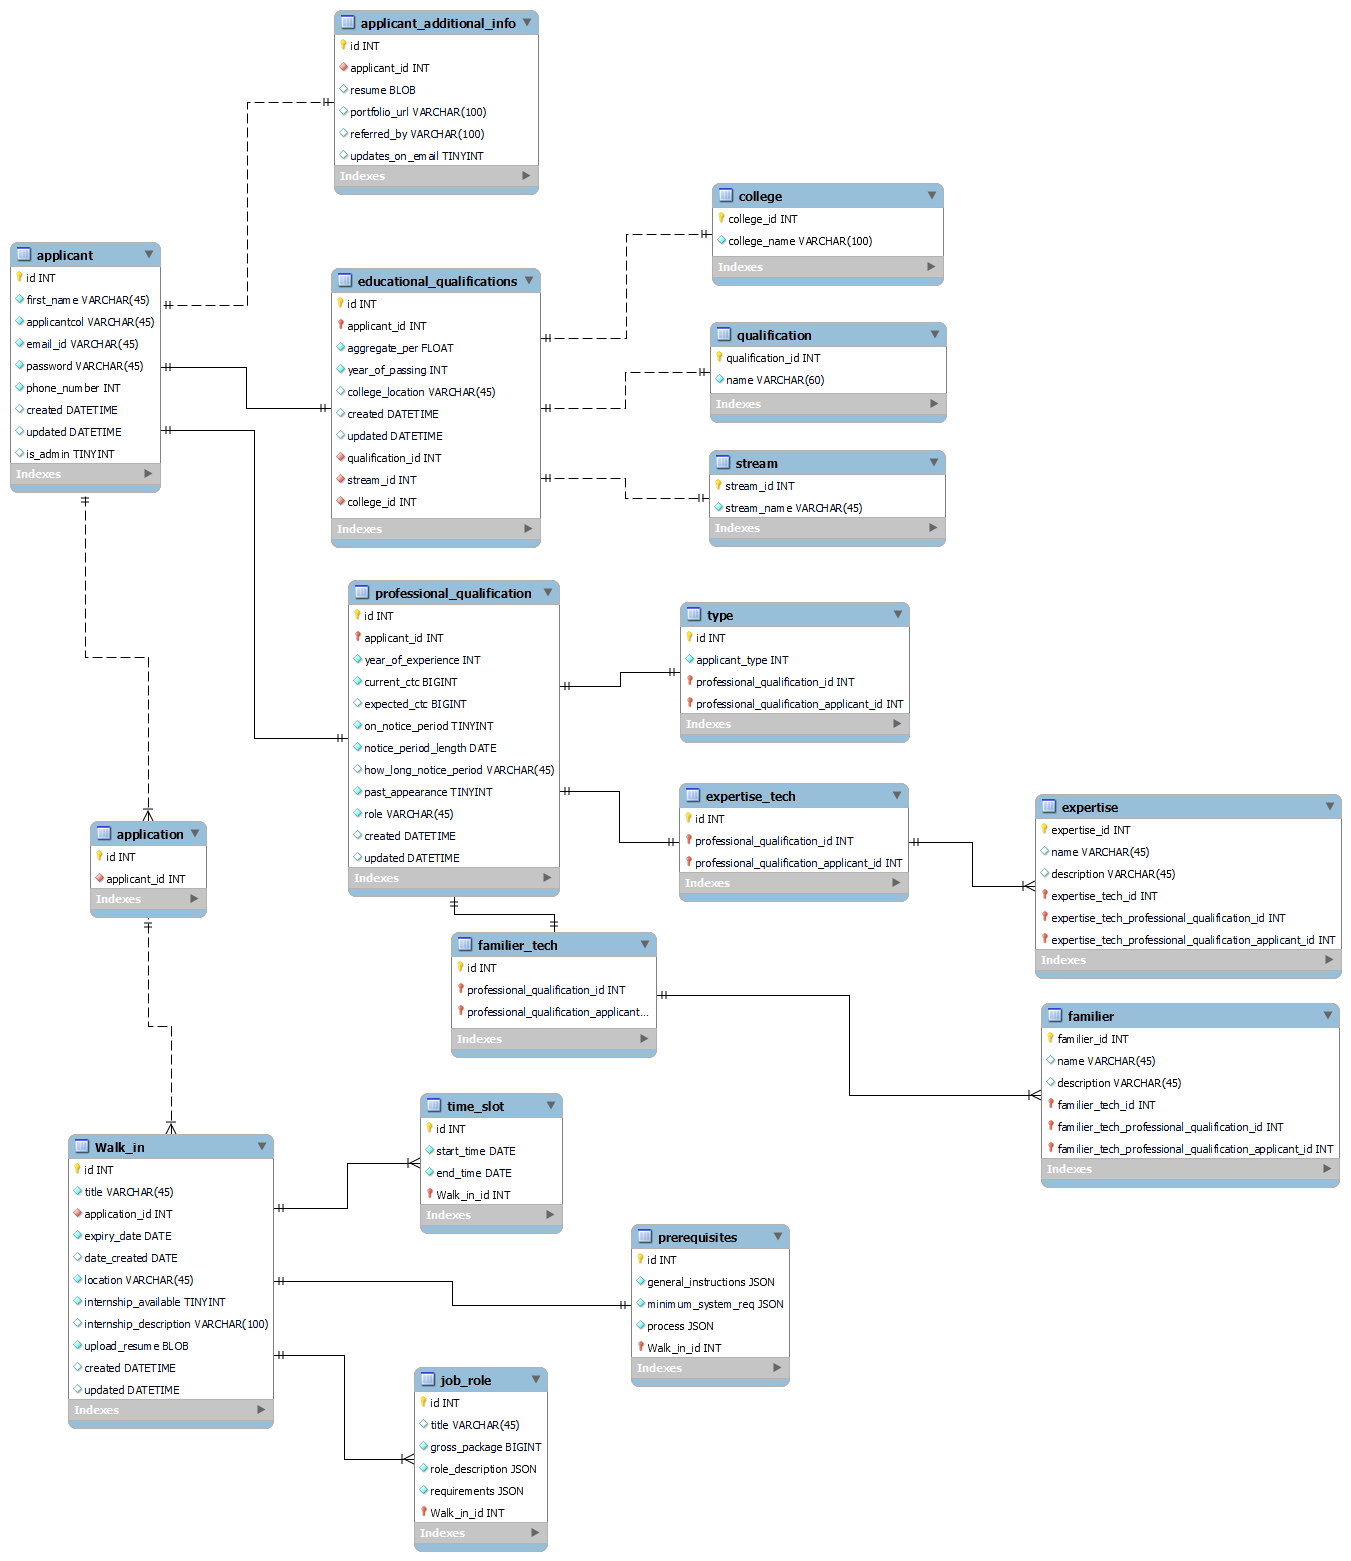 applicant_additional_info
id INT
applicant_id INT
resume BLOB
portfolio_url VARCHAR(100)
referred_by VARCHAR(100)
updates_on_email TINYINT
Indexes
college
college_id INT
college_name VARCHAR(100)
Indexes
applicant
id INT
first_name VARCHAR(45)
applicantcol VARCHAR(45)
email_id VARCHAR(45)
password VARCHAR(45)
phone_number INT
created DATETIME
updated DATETIME
is_admin TINYINT
Indexes
educational_qualifications
id INT
applicant_id INT
aggregate_per FLOAT
year_of_passing INT
college_location VARCHAR(45)
created DATETIME
updated DATETIME
qualification_id INT
stream_id INT
college_id INT
Indexes
qualification
qualification_id INT
name VARCHAR(60)
Indexes
stream
stream_id INT
stream_name VARCHAR(45)
Indexes
professional_qualification
id INT
applicant_id INT
year_of_experience INT
current_ctc BIGINT
expected_ctc BIGINT
on_notice_period TINYINT
notice_period_length DATE
how_long_notice_period VARCHAR(45)
past_appearance TINYINT
role VARCHAR(45)
created DATETIME
updated DATETIME
Indexes
type
id INT
applicant_type INT
professional_qualification_id INT
professional_qualification_applicant_id INT
Indexes
expertise_tech
id INT
professional_qualification_id INT
professional_qualification_applicant_id INT
Indexes
expertise
expertise_id INT
name VARCHAR(45)
description VARCHAR(45)
expertise_tech_id INT
expertise_tech_professional_qualification_id INT
expertise_tech_professional_qualification_applicant_id INT
Indexes
application
id INT
applicant_id INT
Indexes
familier_tech
id INT
professional_qualification_id INT
professional_qualification_applicant...
Indexes
familier
familier_id INT
name VARCHAR(45)
description VARCHAR(45)
familier_tech_id INT
familier_tech_professional_qualification_id INT
familier_tech_professional_qualification_applicant_id INT
Indexes
time_slot
id INT
start_time DATE
end_time DATE
Walk_in_id INT
Indexes
Walk_in
id INT
title VARCHAR(45)
application_id INT
expiry_date DATE
date_created DATE
location VARCHAR(45)
internship_available TINYINT
internship_description VARCHAR(100)
upload_resume BLOB
created DATETIME
updated DATETIME
Indexes
prerequisites
id INT
general_instructions JSON
minimum_system_req JSON
process JSON
Walk_in_id INT
Indexes
job_role
id INT
title VARCHAR(45)
gross_package BIGINT
role_description JSON
requirements JSON
Walk_in_id INT
Indexes